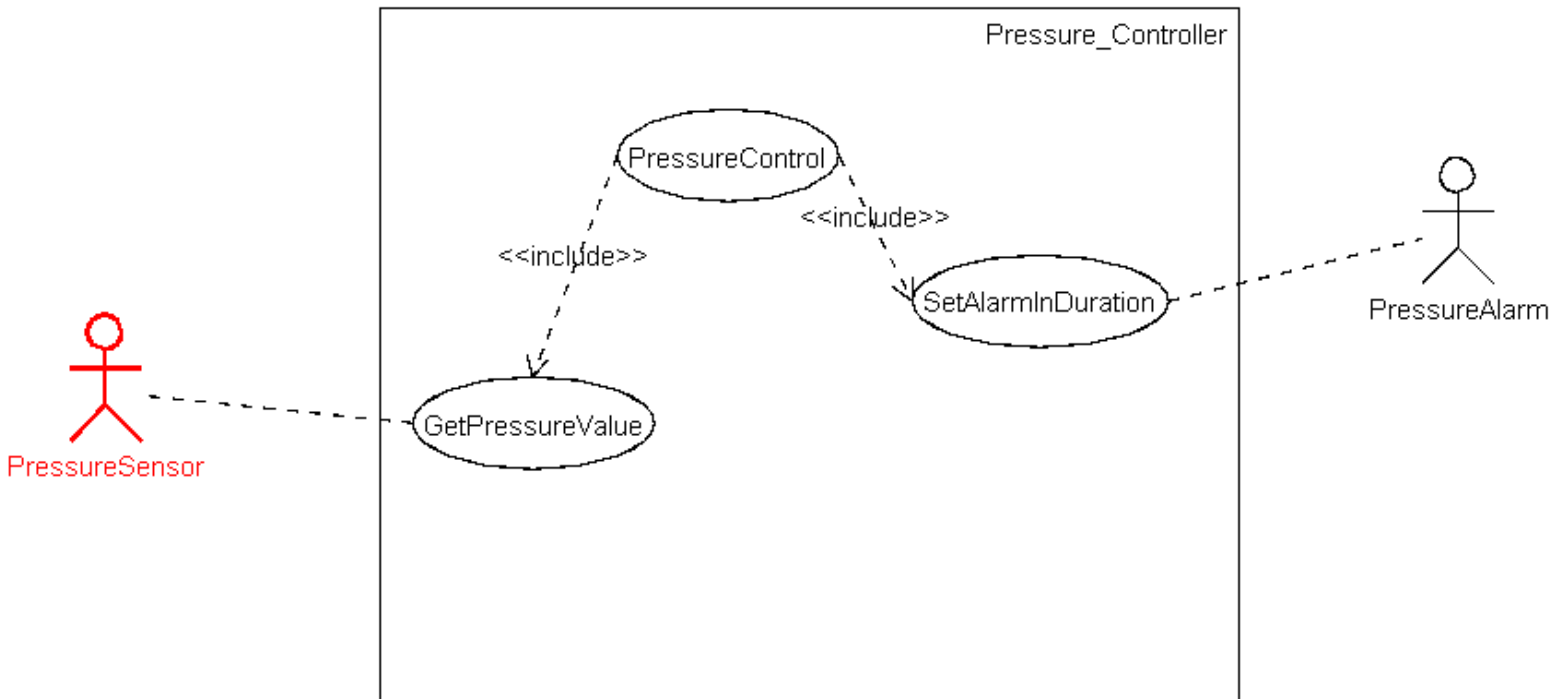 Pressure_Controller
PressureControl
<<include>>
<<include>>
SetAlarmInDuration
PressureAlarm
GetPressureValue
PressureSensor